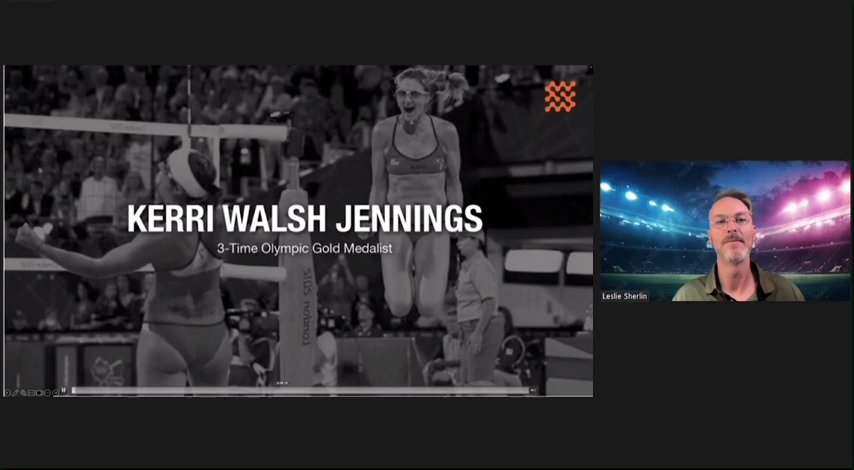 KERRI WALSH JENNINGS
3-Time Olympic Gold Medalist
Leslie Sherlin